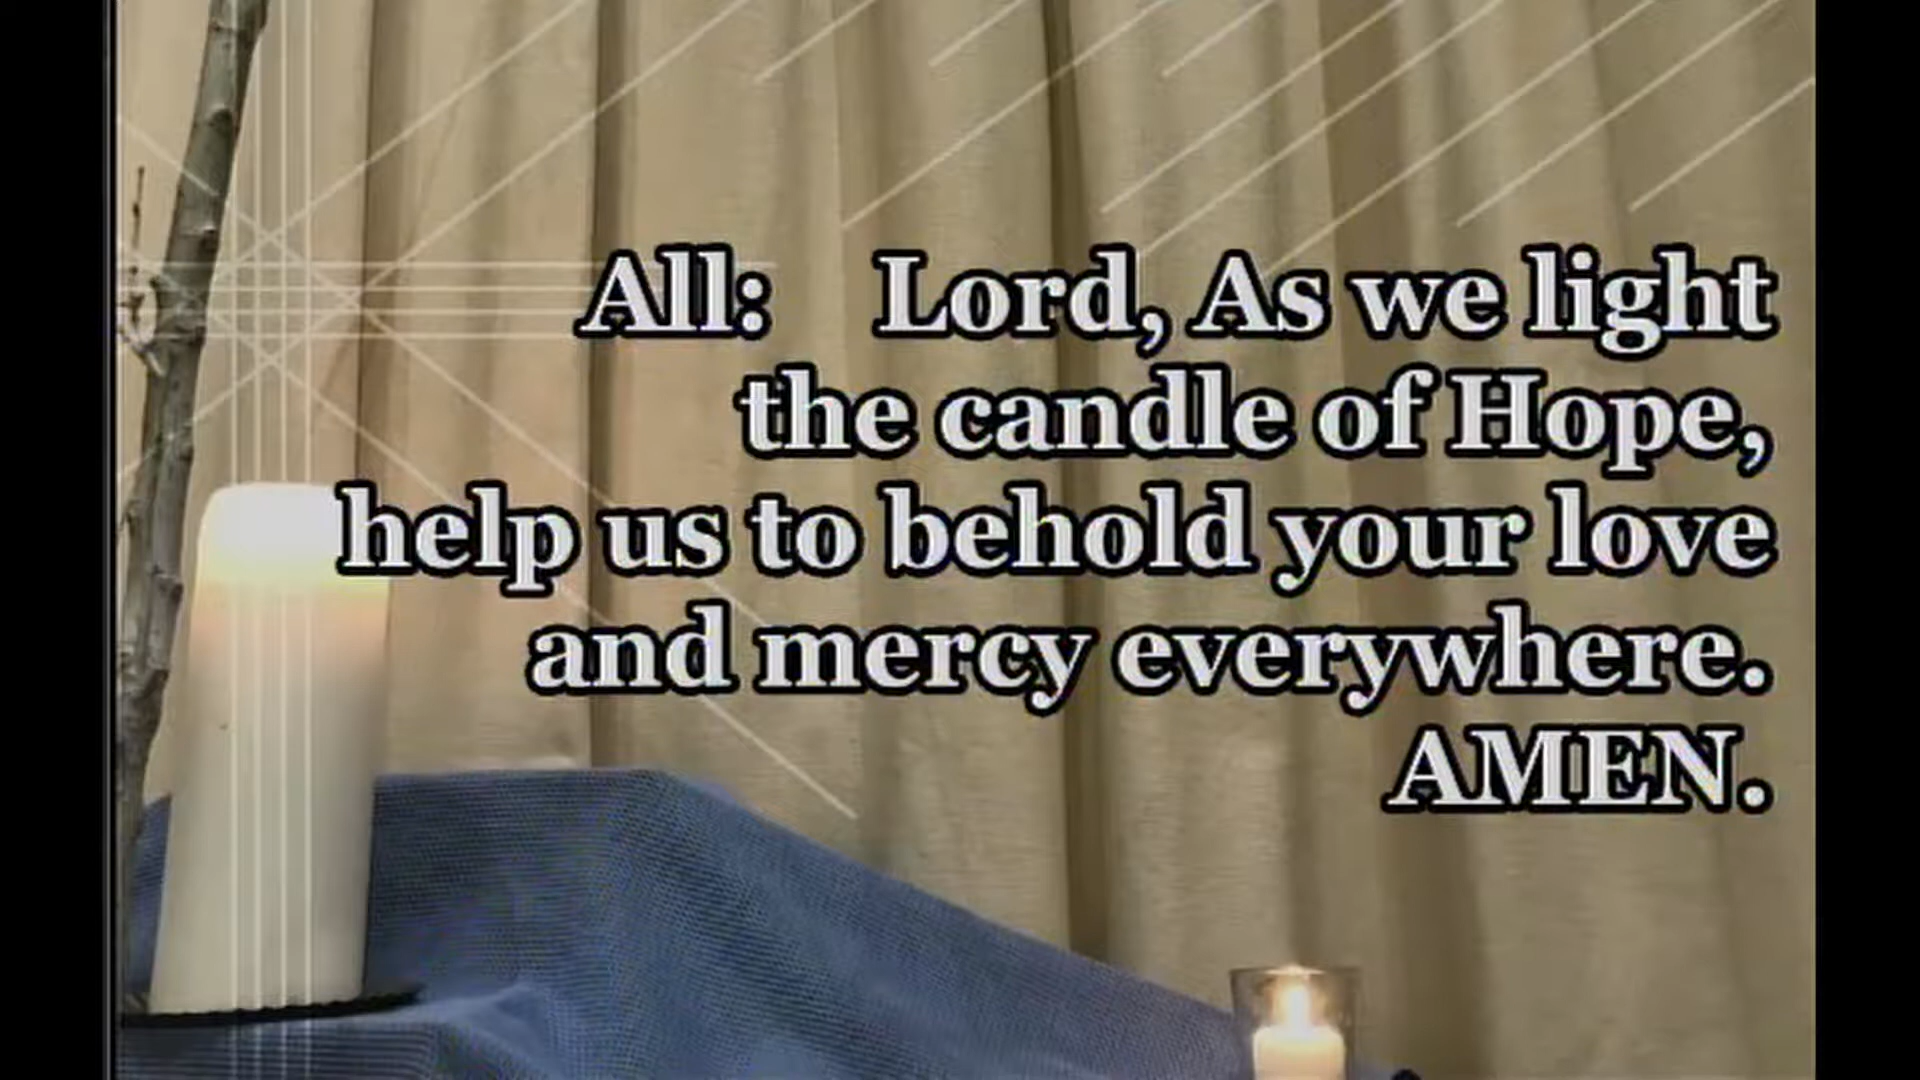 All: Lord, As we light
the candle of Hope,
help us to behold your love
and mercy everywhere.
AMEN.